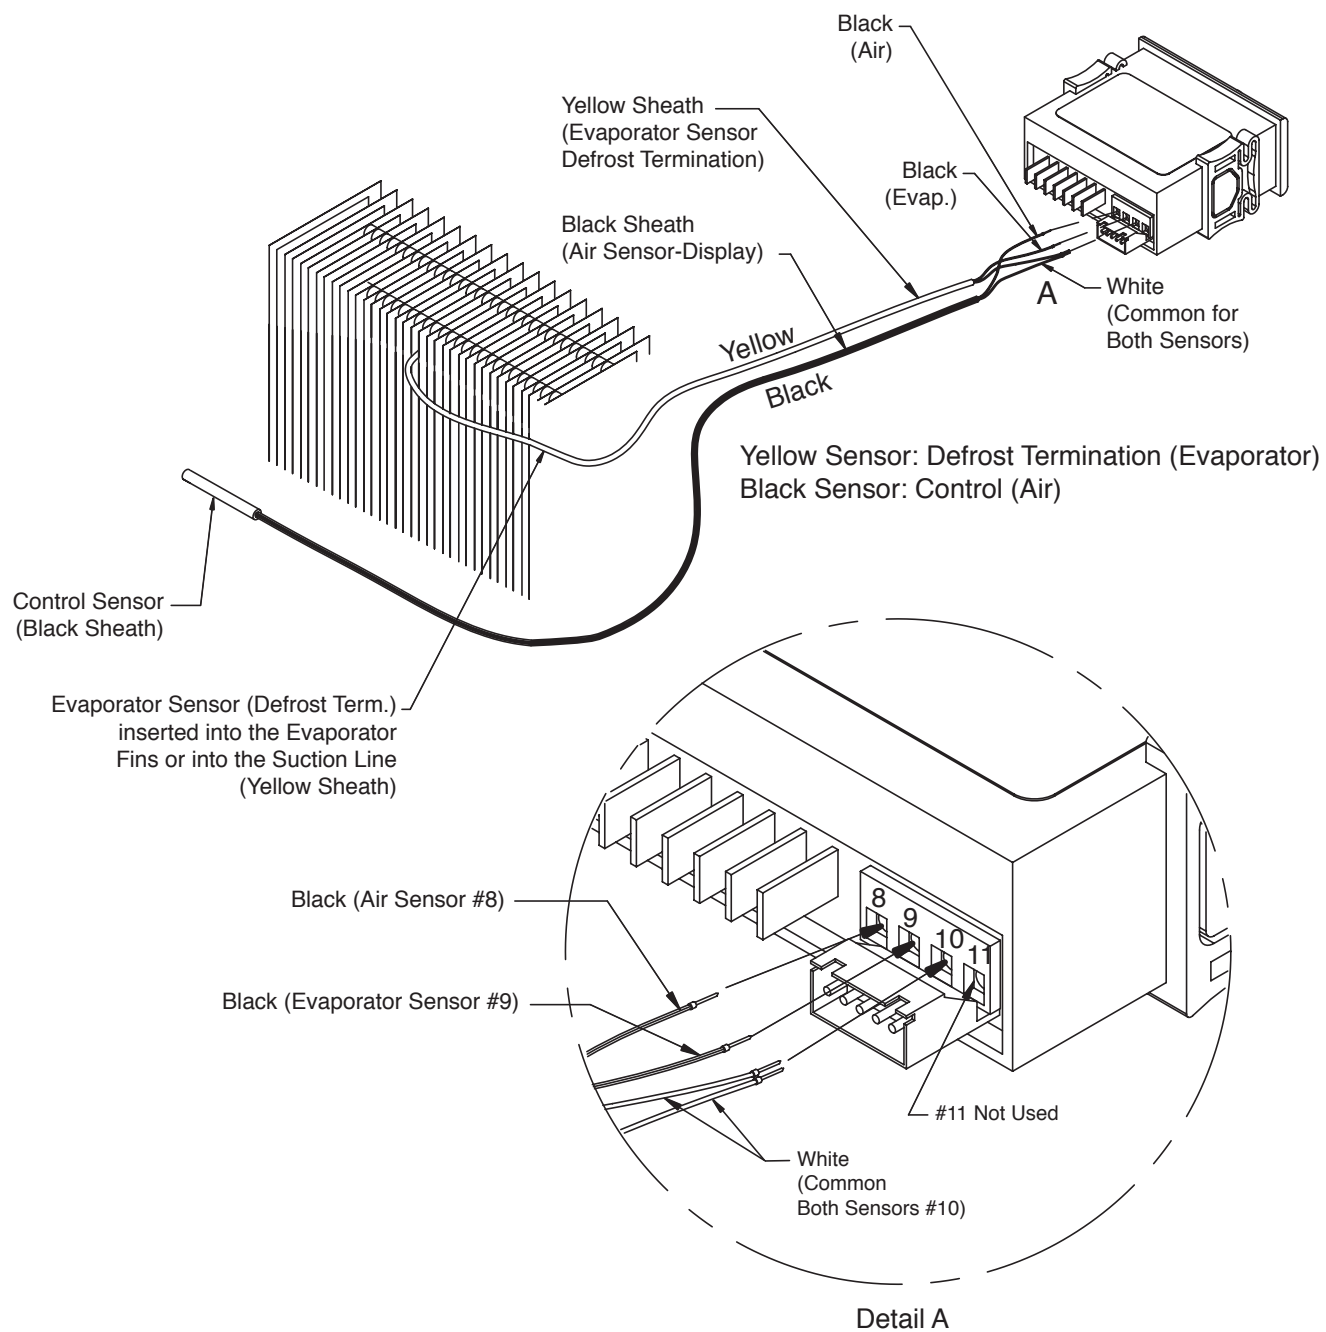 Black
(Air)
Yellow Sheath
(Evaporator Sensor
Defrost Termination)
Black
(Evap.)
Black Sheath
(Air Sensor-Display)
A
White
(Common for
Both Sensors)
Yellow
Black
Yellow Sensor: Defrost Termination (Evaporator)
Black Sensor: Control (Air)
Control Sensor
(Black Sheath)
Evaporator Sensor (Defrost Term.)
inserted into the Evaporator
Fins or into the Suction Line
(Yellow Sheath)
Black (Air Sensor #8)
8
9
10
11
Black (Evaporator Sensor #9)
#11 Not Used
White
(Common
Both Sensors #10)
Detail A